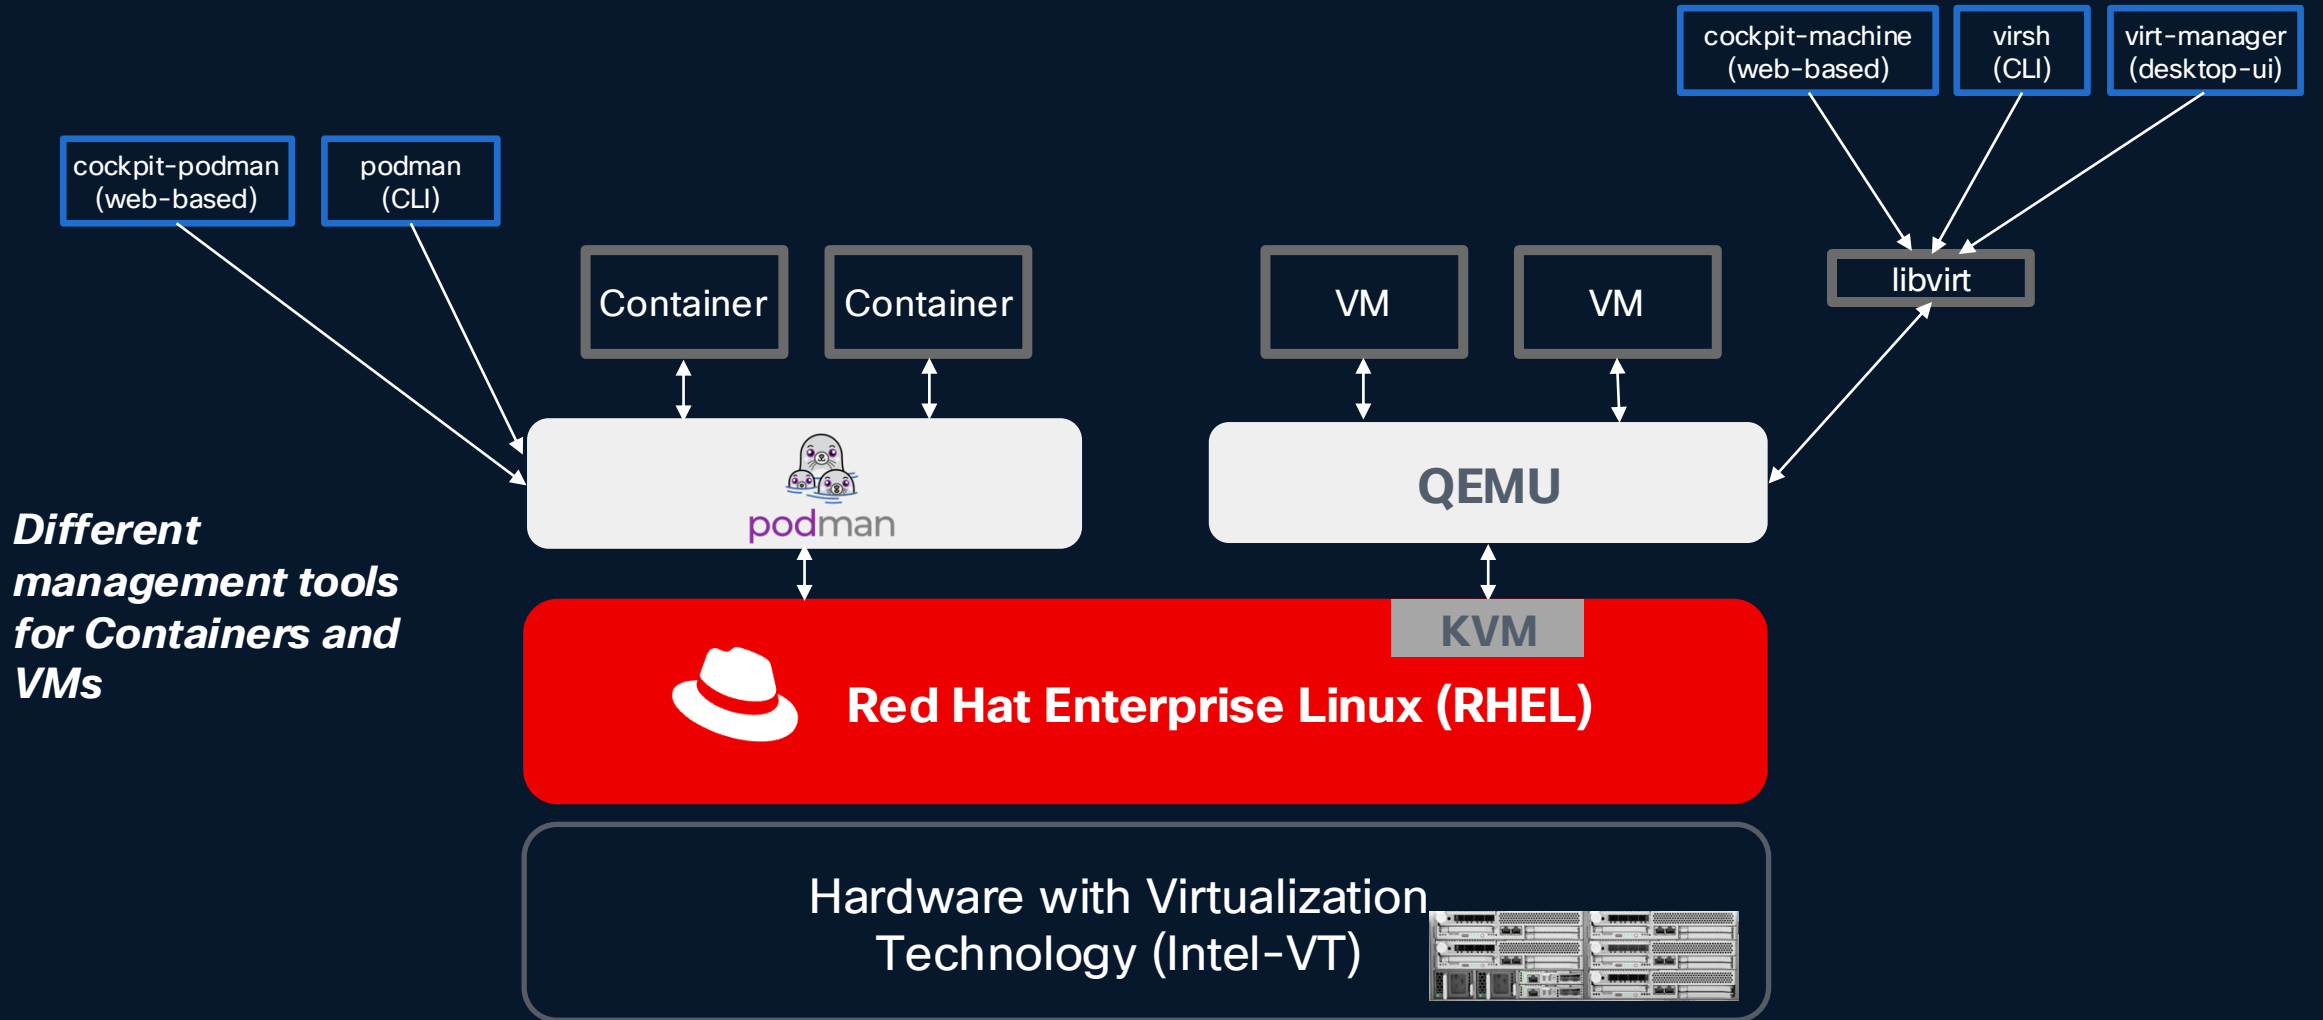 cockpit-machine
(web-based)
virsh
(CLI)
virt-manager
(desktop-ui)
cockpit-podman
(web-based)
podman
(CLI)
Container
Container
VM
VM
libvirt
podman
QEMU
Different
management tools
for Containers and
VMs
KVM
Red Hat Enterprise Linux (RHEL)
Hardware with Virtualization
Technology (Intel-VT)